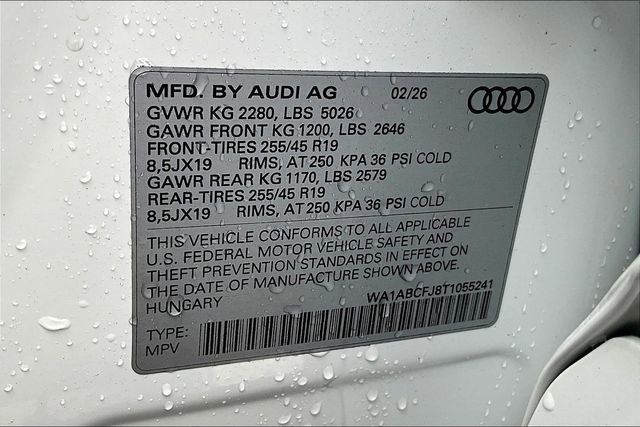 MFD. BY AUDI AG 02/26
GVWR KG 2280, LBS 5026
GAWR FRONT KG 1200, LBS 2646
FRONT-TIRES 255/45 R19
8,5JX19 RIMS, AT 250 KPA 36 PSI COLD
GAWR REAR KG 1170, LBS 2579
REAR-TIRES 255/45 R19
8,5JX19 RIMS, AT 250 KPA 36 PSI COLD
THIS VEHICLE CONFORMS TO ALL APPLICABLE
U.S. FEDERAL MOTOR VEHICLE SAFETY AND
THEFT PREVENTION STANDARDS IN EFFECT ON
THE DATE OF MANUFACTURE SHOWN ABOVE.
HUNGARY WA1ABCFJ8T1055241
TYPE:
MPV